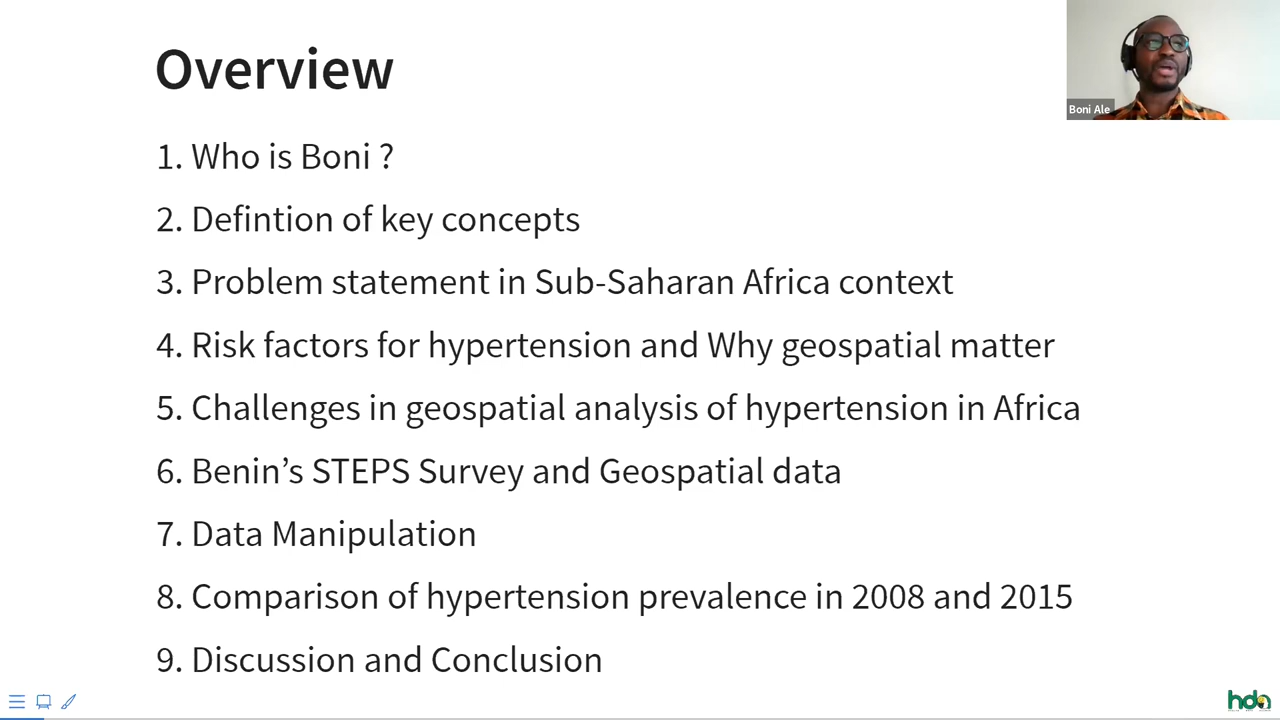 Overview
Boni Ale
1. Who is Boni ?
2. Defintion of key concepts
3. Problem statement in Sub-Saharan Africa context
4. Risk factors for hypertension and Why geospatial matter
5. Challenges in geospatial analysis of hypertension in Africa
6. Benin’s STEPS Survey and Geospatial data
7. Data Manipulation
8. Comparison of hypertension prevalence in 2008 and 2015
9. Discussion and Conclusion
hda